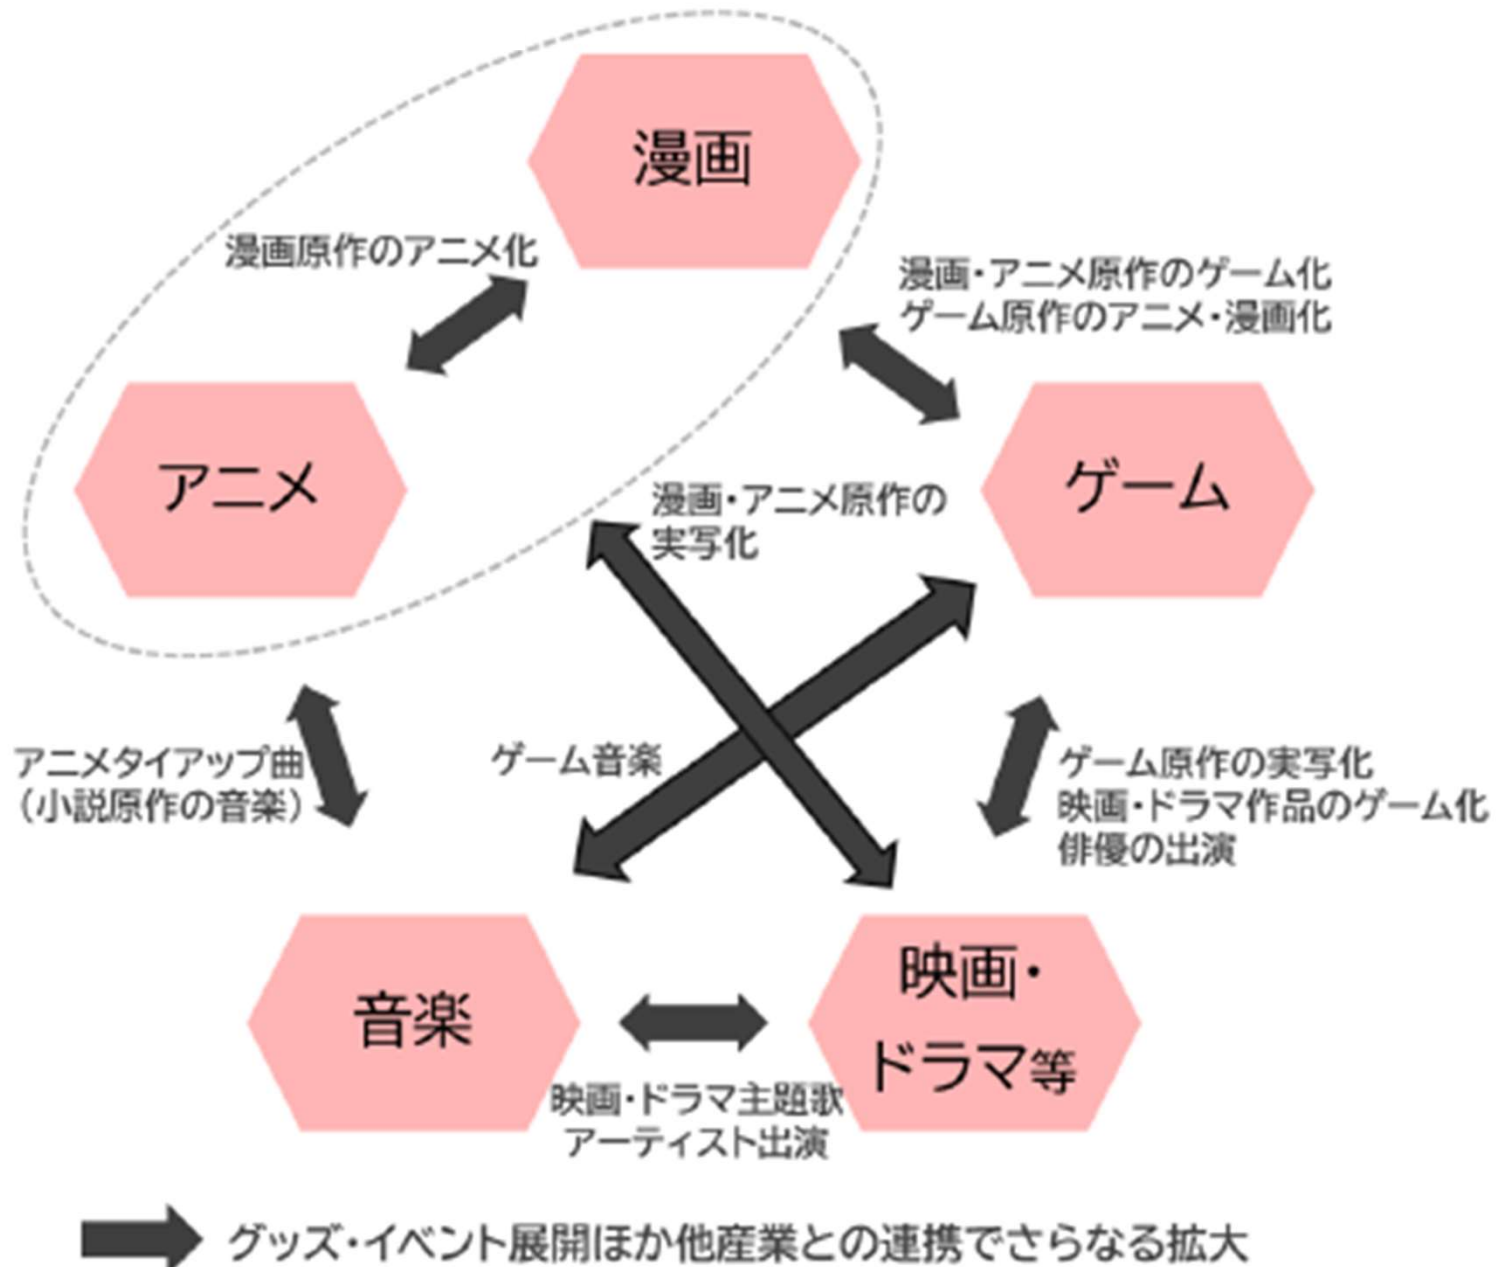 漫画
漫画原作のアニメ化
漫画・アニメ原作のゲーム化
ゲーム原作のアニメ・漫画化
アニメ
ゲーム
漫画・アニメ原作の
実写化
アニメタイアップ曲
（小説原作の音楽）
ゲーム音楽
ゲーム原作の実写化
映画・ドラマ作品のゲーム化
俳優の出演
音楽
映画・
ドラマ等
映画・ドラマ主題歌
アーティスト出演
グッズ・イベント展開ほか他産業との連携でさらなる拡大